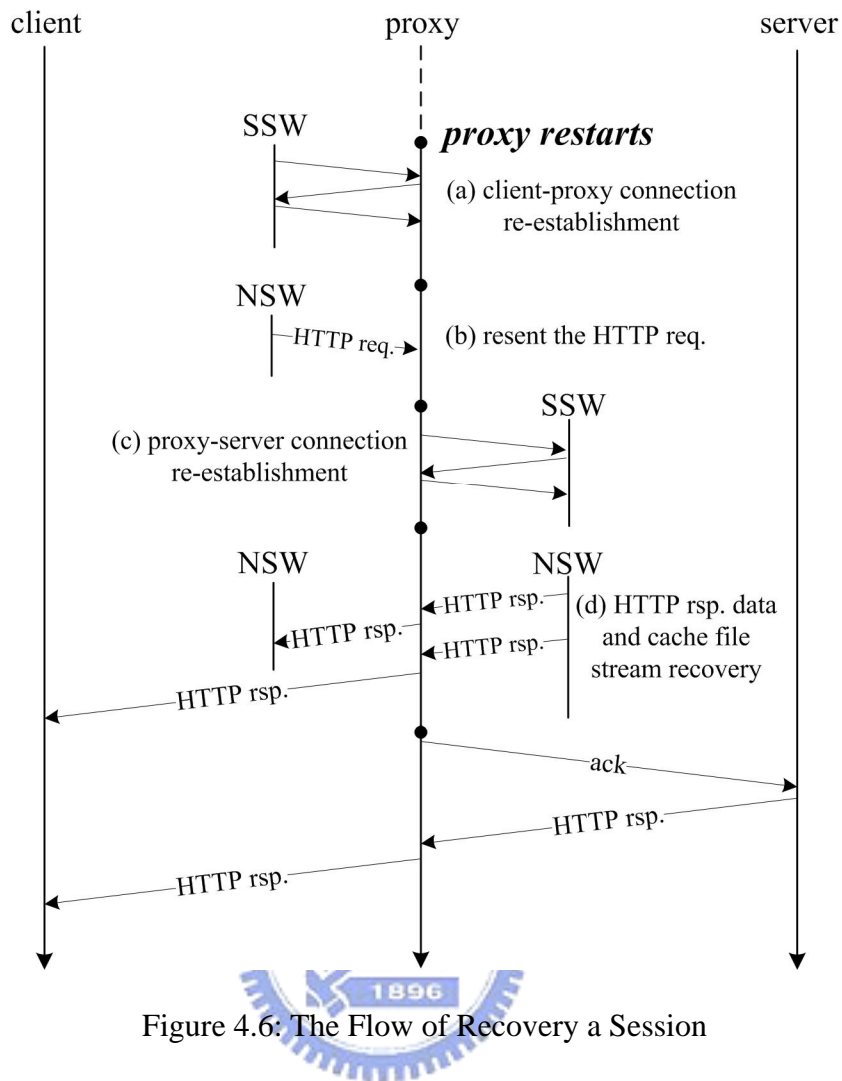 client proxy server
SSW
proxy restarts
(a) client-proxy connection
re-establishment
NSW
HTTP req.
(b) resent the HTTP req.
SSW
(c) proxy-server connection
re-establishment
NSW
NSW
HTTP rsp.
HTTP rsp.
HTTP rsp.
(d) HTTP rsp. data
and cache file
stream recovery
HTTP rsp.
ack
HTTP rsp.
HTTP rsp.
1896
Figure 4.6: The Flow of Recovery a Session